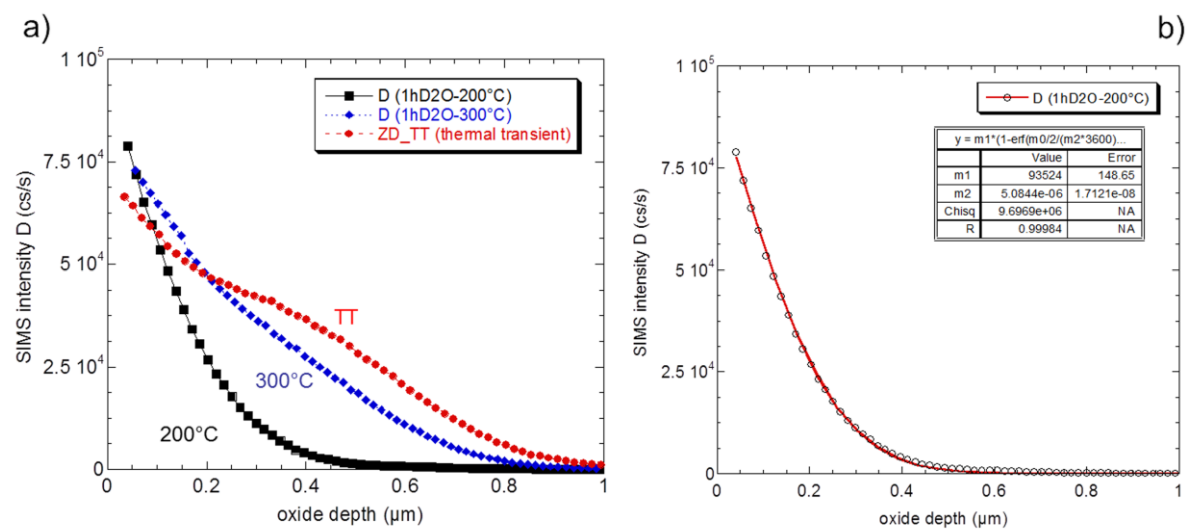 a)
SIMS intensity D (cs/s)
1 10⁵
7.5 10⁴
5 10⁴
2.5 10⁴
0
D (1hD2O-200°C)
D (1hD2O-300°C)
ZD_TT (thermal transient)
TT
300°C
200°C
0 0.2 0.4 0.6 0.8 1
oxide depth (µm)
b)
SIMS intensity D (cs/s)
1 10⁵
7.5 10⁴
5 10⁴
2.5 10⁴
0
D (1hD2O-200°C)
y = m1*(1-erf(m0/2/(m2*3600)...
Value Error
m1 93524 148.65
m2 5.0844e-06 1.7121e-08
Chisq 9.6969e+06 NA
R 0.99984 NA
0 0.2 0.4 0.6 0.8 1
oxide depth (µm)